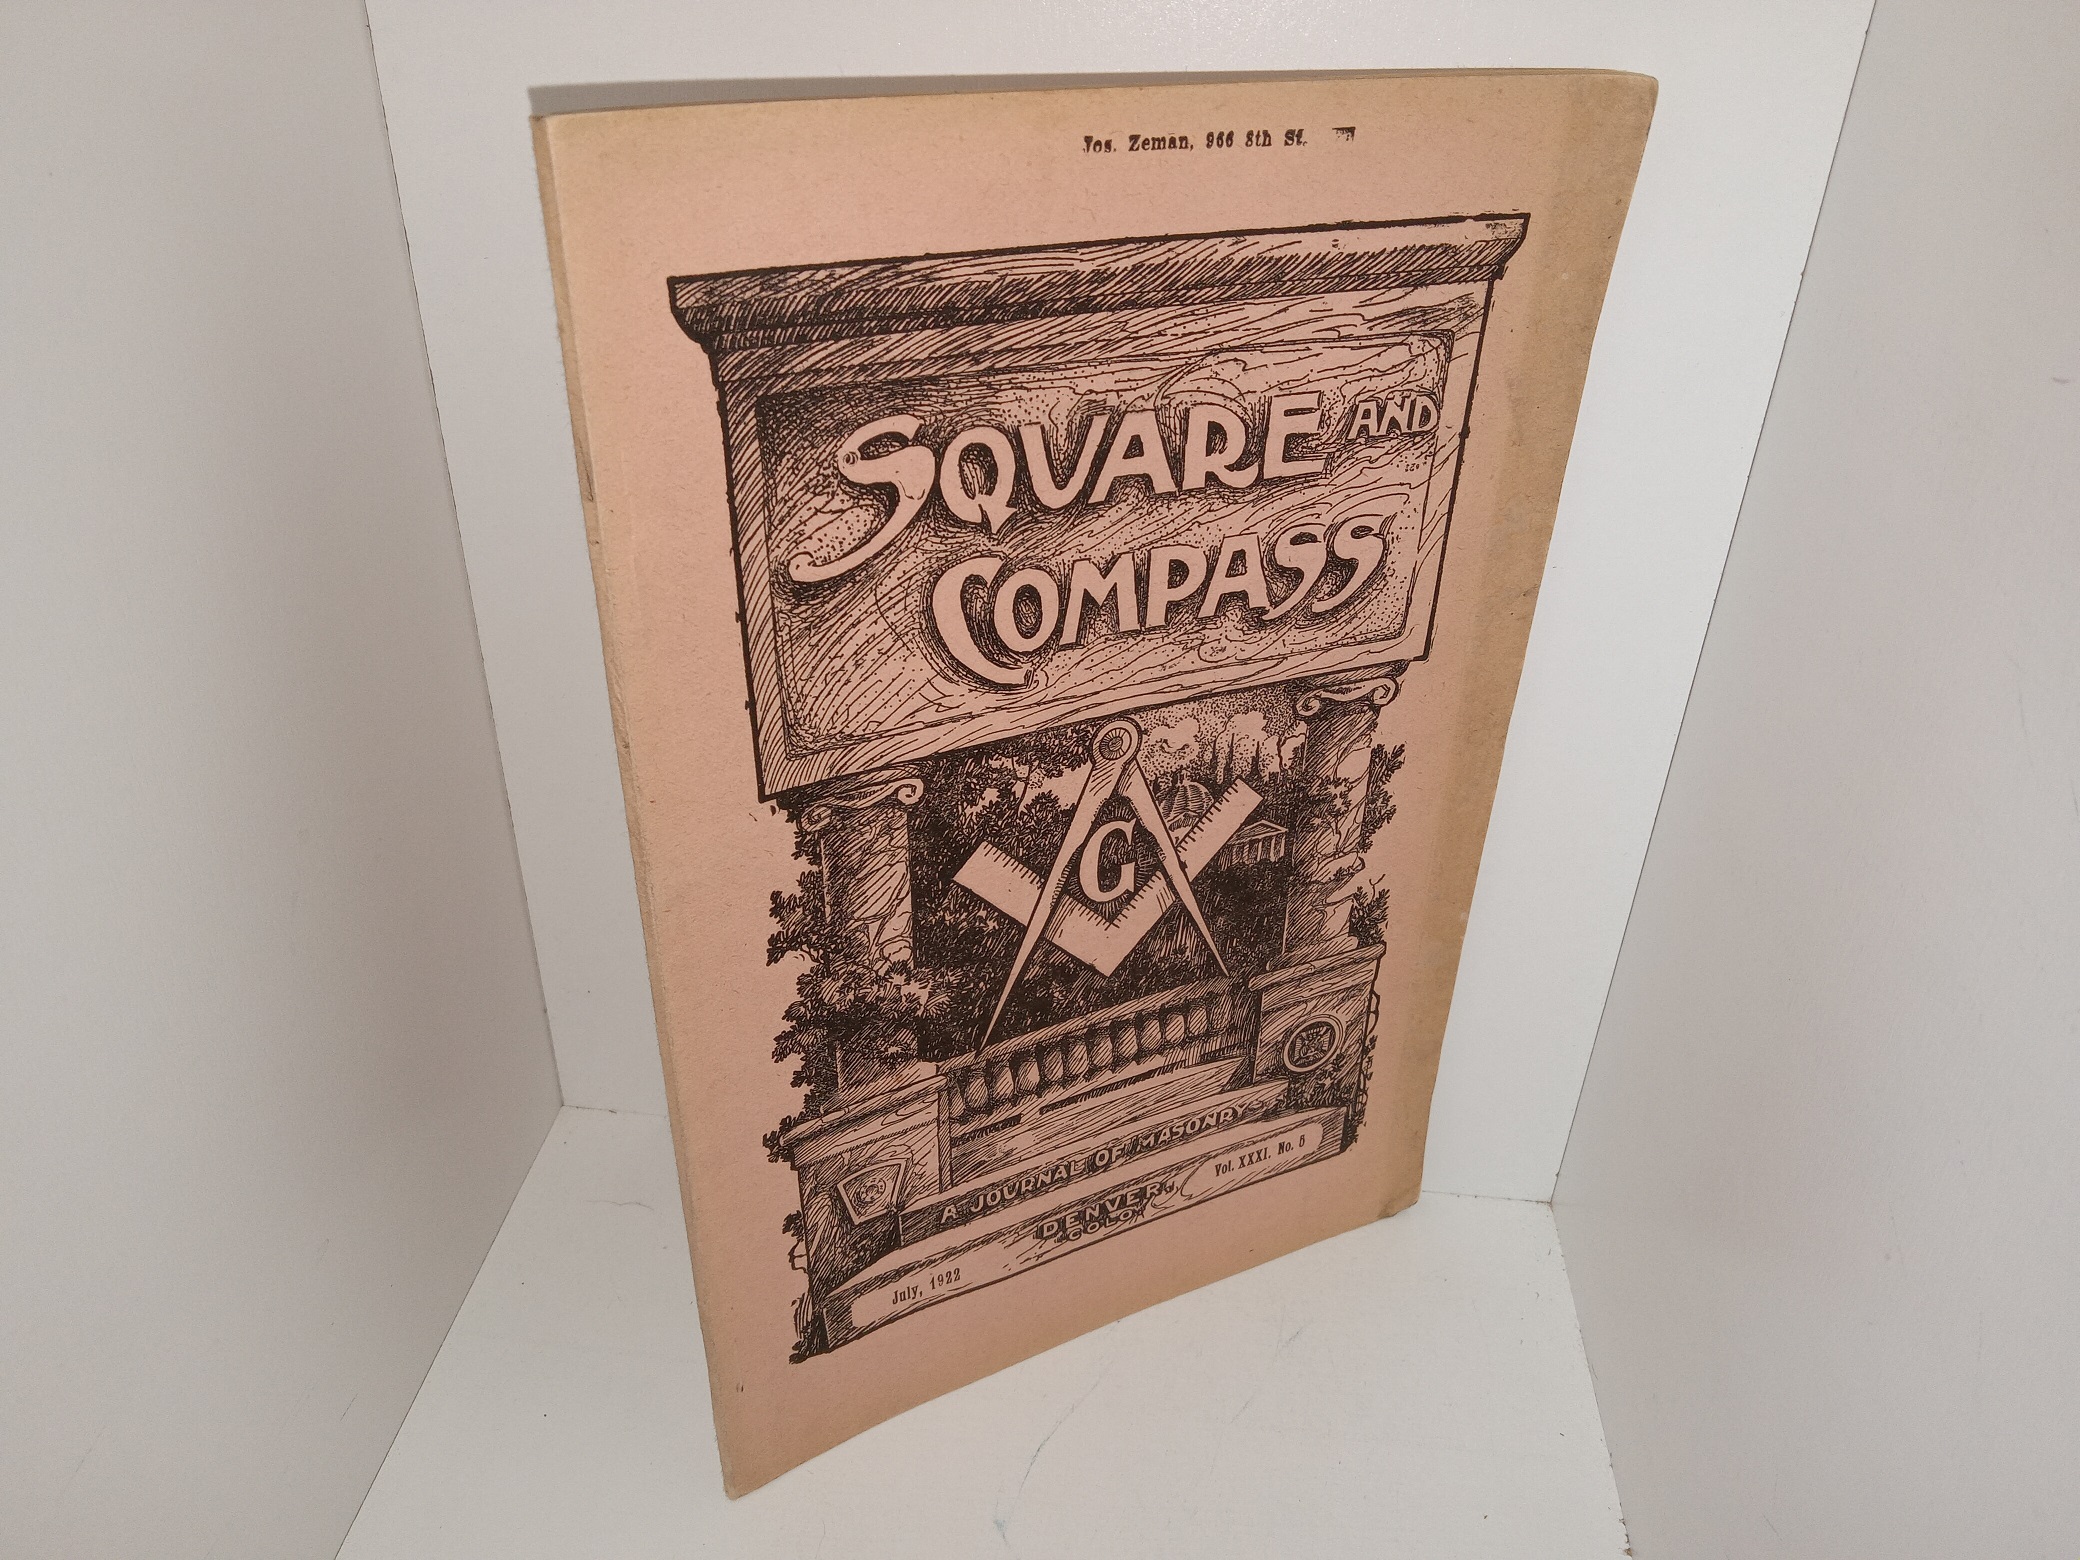 Jos. Zeman, 966 8th St.
SQUARE AND
COMPASS
G
A JOURNAL OF MASONRY
Vol. XXXI. No. 5
DENVER,
COLO.
July, 1922